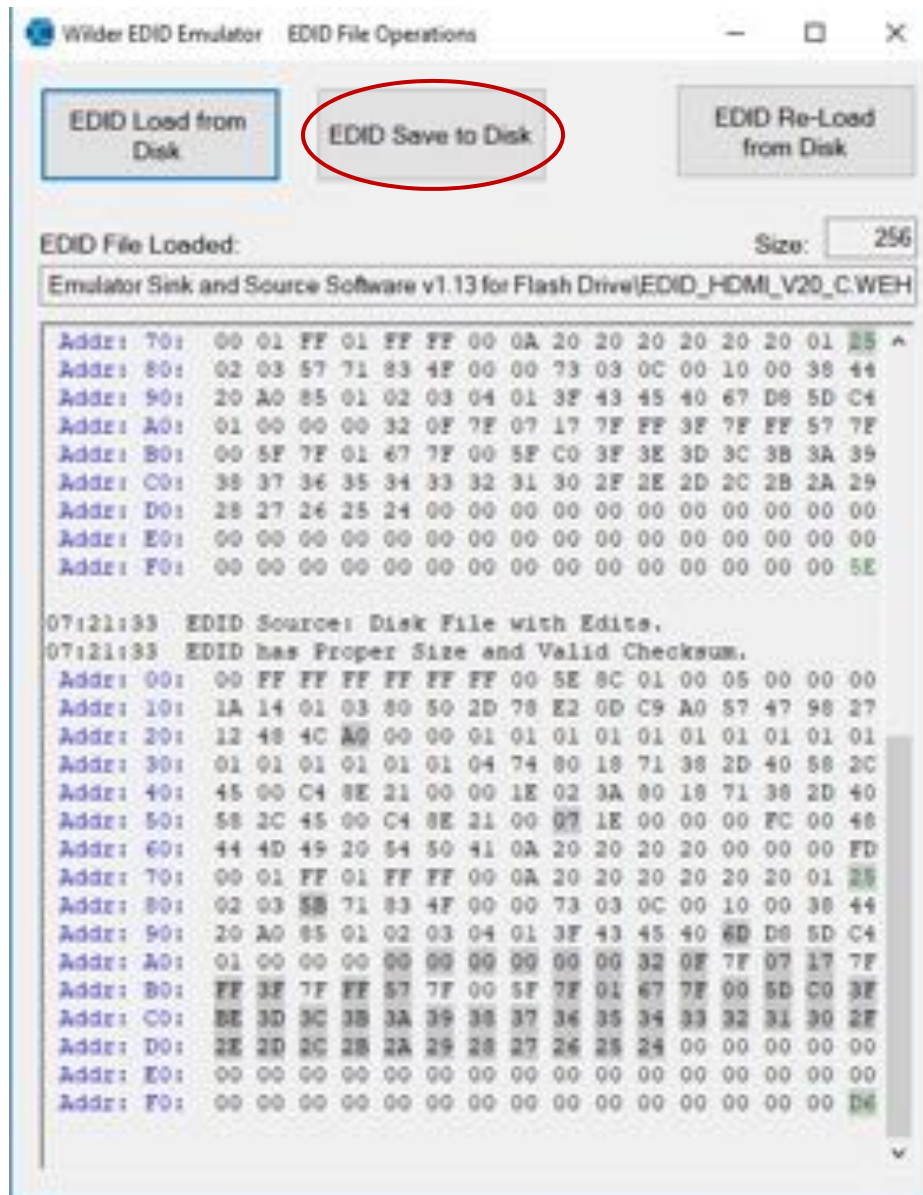 Wilder EDID Emulator EDID File Operations
EDID Load from
Disk
EDID Save to Disk
EDID Re-Load
from Disk
EDID File Loaded:
Size: 256
Emulator Sink and Source Software v1.13 for Flash Drive\EDID_HDMI_V20_C.WEH
Addr: 70: 00 01 FF 01 FF FF 00 0A 20 20 20 20 20 20 01 25
Addr: 80: 02 03 57 71 83 4F 00 00 73 03 0C 00 10 00 38 44
Addr: 90: 20 A0 85 01 02 03 04 01 3F 43 45 40 67 D8 5D C4
Addr: A0: 01 00 00 00 32 0F 7F 07 17 7F FF 3F 7F FF 57 7F
Addr: B0: 00 5F 7F 01 67 7F 00 5F C0 3F 3E 3D 3C 3B 3A 39
Addr: C0: 38 37 36 35 34 33 32 31 30 2F 2E 2D 2C 2B 2A 29
Addr: D0: 28 27 26 25 24 00 00 00 00 00 00 00 00 00 00 00
Addr: E0: 00 00 00 00 00 00 00 00 00 00 00 00 00 00 00 00
Addr: F0: 00 00 00 00 00 00 00 00 00 00 00 00 00 00 00 5E
07:21:33 EDID Source: Disk File with Edits.
07:21:33 EDID has Proper Size and Valid Checksum.
Addr: 00: 00 FF FF FF FF FF FF 00 5E 8C 01 00 05 00 00 00
Addr: 10: 1A 14 01 03 80 50 2D 78 E2 0D C9 A0 57 47 98 27
Addr: 20: 12 48 4C A0 00 00 01 01 01 01 01 01 01 01 01 01
Addr: 30: 01 01 01 01 01 01 04 74 80 18 71 38 2D 40 58 2C
Addr: 40: 45 00 C4 8E 21 00 00 1E 02 3A 80 18 71 38 2D 40
Addr: 50: 58 2C 45 00 C4 8E 21 00 07 1E 00 00 00 FC 00 48
Addr: 60: 44 4D 49 20 54 50 41 0A 20 20 20 20 00 00 00 FD
Addr: 70: 00 01 FF 01 FF FF 00 0A 20 20 20 20 20 20 01 25
Addr: 80: 02 03 5B 71 83 4F 00 00 73 03 0C 00 10 00 38 44
Addr: 90: 20 A0 85 01 02 03 04 01 3F 43 45 40 6D D8 5D C4
Addr: A0: 01 00 00 00 00 00 00 00 00 00 32 0F 7F 07 17 7F
Addr: B0: FF 3F 7F FF 57 7F 00 5F 7F 01 67 7F 00 5D C0 3F
Addr: C0: BE 3D 3C 3B 3A 39 38 37 36 35 34 33 32 31 30 2F
Addr: D0: 2E 2D 2C 2B 2A 29 28 27 26 25 24 00 00 00 00 00
Addr: E0: 00 00 00 00 00 00 00 00 00 00 00 00 00 00 00 00
Addr: F0: 00 00 00 00 00 00 00 00 00 00 00 00 00 00 00 D6